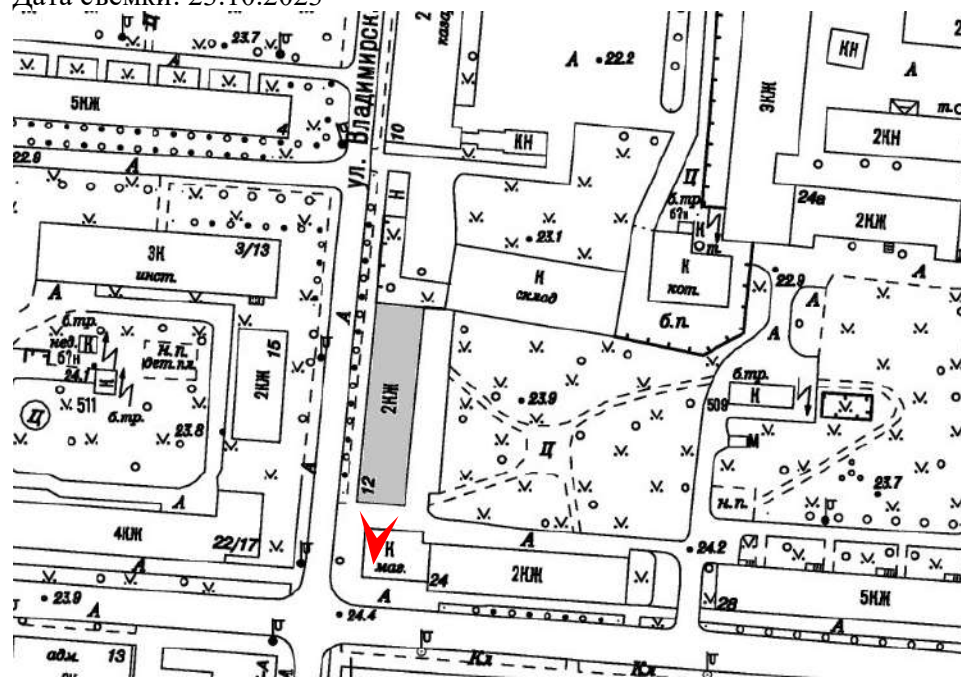 Дата съемки: 23.10.2023
23.7
22.2
А
КН
А
5КЖ
ул. Владимирск
10
КН
3КЖ
2КН
22.9
А
Н
Ц
б.тр.
К
т.
24а
2КЖ
3/13
3К
инст.
23.1
К
склад
К
кот.
22.9
А
А
б.п.
А
б.тр.
К
24.1
К
511
б.тр.
н.п.
дет.пл.
15
2КЖ
А
2КЖ
12
23.9
Ц
А
б.тр.
К
509
М
Ц
23.8
23.7
н.п.
А
4КЖ
22/17
А
К
маг.
24
2КЖ
А
24.2
23.9
А
А
24.4
28
5КЖ
А
адм.
13
Кл
Кл